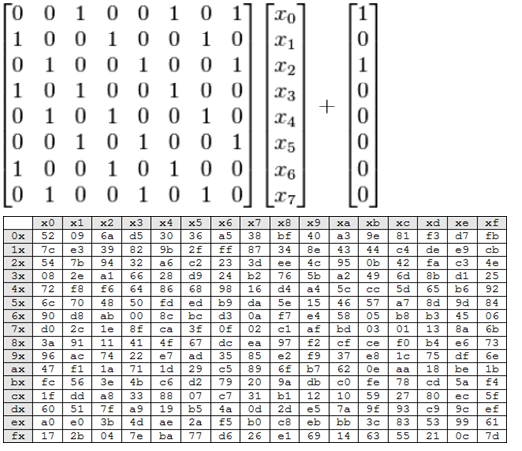 0 0 1 0 0 1 0 1 x0 1
1 0 0 1 0 0 1 0 x1 0
0 1 0 0 1 0 0 1 x2 1
1 0 1 0 0 1 0 0 x3 0
0 1 0 1 0 0 1 0 x4 + 0
0 0 1 0 1 0 0 1 x5 0
1 0 0 1 0 1 0 0 x6 0
0 1 0 0 1 0 1 0 x7 0
x0 x1 x2 x3 x4 x5 x6 x7 x8 x9 xa xb xc xd xe xf
0x 52 09 6a d5 30 36 a5 38 bf 40 a3 9e 81 f3 d7 fb
1x 7c e3 39 82 9b 2f ff 87 34 8e 43 44 c4 de e9 cb
2x 54 7b 94 32 a6 c2 23 3d ee 4c 95 0b 42 fa c3 4e
3x 08 2e a1 66 28 d9 24 b2 76 5b a2 49 6d 8b d1 25
4x 72 f8 f6 64 86 68 98 16 d4 a4 5c cc 5d 65 b6 92
5x 6c 70 48 50 fd ed b9 da 5e 15 46 57 a7 8d 9d 84
6x 90 d8 ab 00 8c bc d3 0a f7 e4 58 05 b8 b3 45 06
7x d0 2c 1e 8f ca 3f 0f 02 c1 af bd 03 01 13 8a 6b
8x 3a 91 11 41 4f 67 dc ea 97 f2 cf ce f0 b4 e6 73
9x 96 ac 74 22 e7 ad 35 85 e2 f9 37 e8 1c 75 df 6e
ax 47 f1 1a 71 1d 29 c5 89 6f b7 62 0e aa 18 be 1b
bx fc 56 3e 4b c6 d2 79 20 9a db c0 fe 78 cd 5a f4
cx 1f dd a8 33 88 07 c7 31 b1 12 10 59 27 80 ec 5f
dx 60 51 7f a9 19 b5 4a 0d 2d e5 7a 9f 93 c9 9c ef
ex a0 e0 3b 4d ae 2a f5 b0 c8 eb bb 3c 83 53 99 61
fx 17 2b 04 7e ba 77 d6 26 e1 69 14 63 55 21 0c 7d